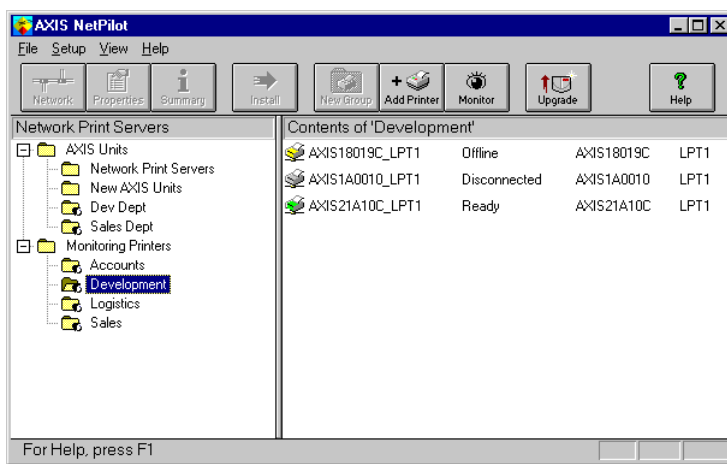 AXIS NetPilot
File Setup View Help
Network Properties Summary Install New Group Add Printer Monitor Upgrade Help
Network Print Servers
AXIS Units
Network Print Servers
New AXIS Units
Dev Dept
Sales Dept
Monitoring Printers
Accounts
Development
Logistics
Sales
Contents of 'Development'
AXIS18019C_LPT1 Offline AXIS18019C LPT1
AXIS1A0010_LPT1 Disconnected AXIS1A0010 LPT1
AXIS21A10C_LPT1 Ready AXIS21A10C LPT1
For Help, press F1